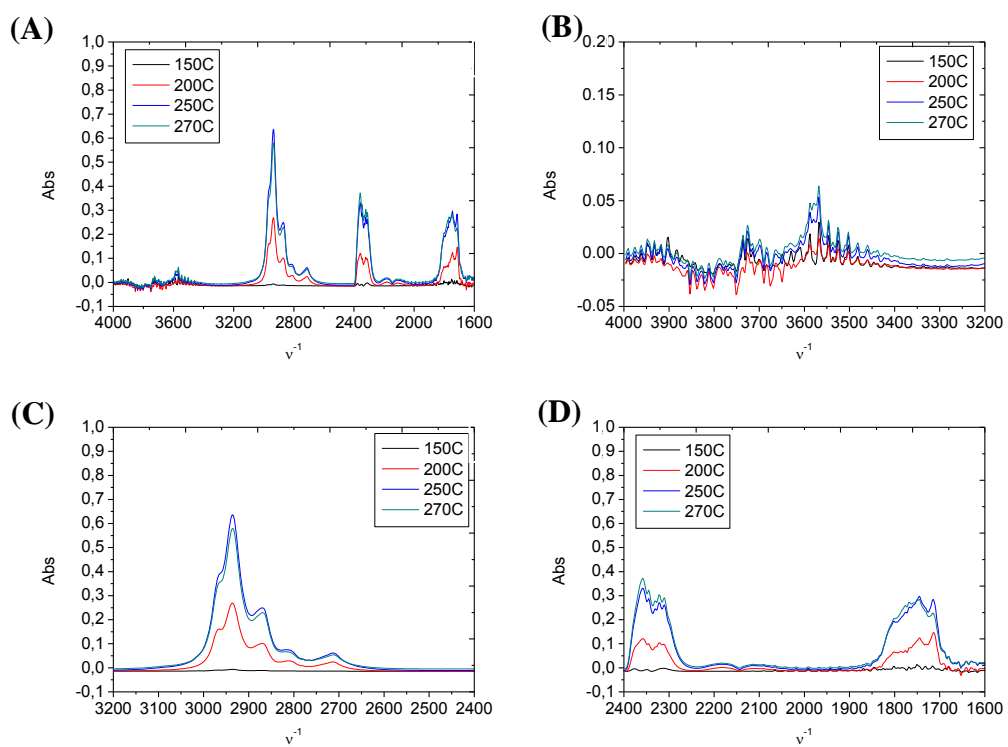 (A)
1,0
0,9
0,8
0,7
0,6
0,5
0,4
0,3
0,2
0,1
0,0
-0,1
Abs
150C
200C
250C
270C
4000 3600 3200 2800 2400 2000 1600
ν⁻¹
(B)
0.20
0.15
0.10
0.05
0.00
-0.05
Abs
150C
200C
250C
270C
4000 3900 3800 3700 3600 3500 3400 3300 3200
ν⁻¹
(C)
1,0
0,9
0,8
0,7
0,6
0,5
0,4
0,3
0,2
0,1
0,0
-0,1
Abs
150C
200C
250C
270C
3200 3100 3000 2900 2800 2700 2600 2500 2400
ν⁻¹
(D)
1,0
0,9
0,8
0,7
0,6
0,5
0,4
0,3
0,2
0,1
0,0
-0,1
Abs
150C
200C
250C
270C
2400 2300 2200 2100 2000 1900 1800 1700 1600
ν⁻¹